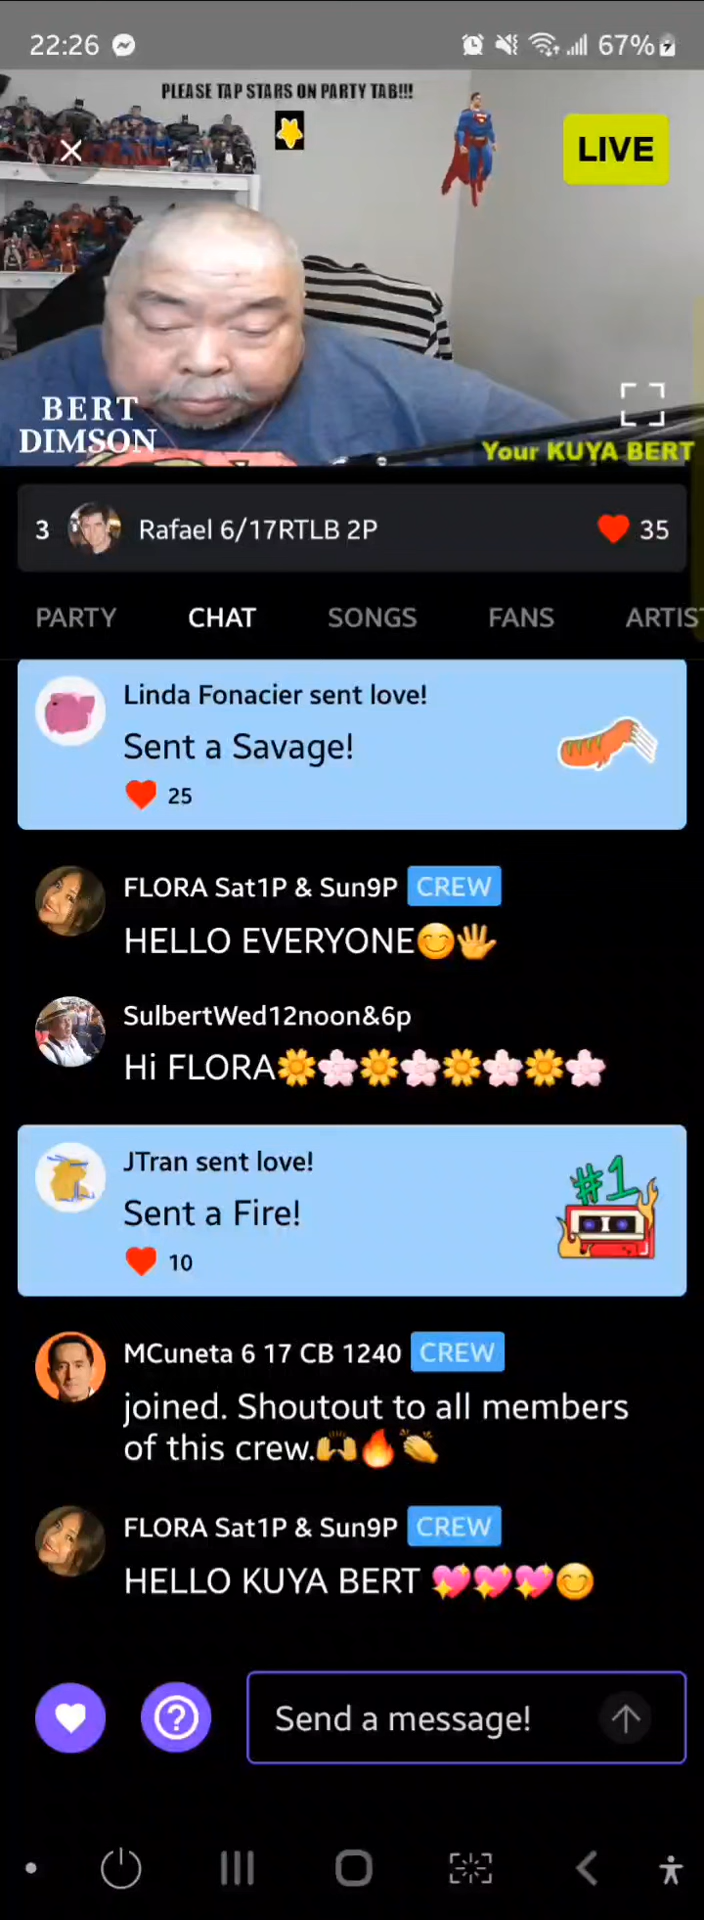 22:26
67%
PLEASE TAP STARS ON PARTY TAB!!!
LIVE
BERT
DIMSON
Your KUYA BERT
3 Rafael 6/17RTLB 2P ❤️ 35
PARTY CHAT SONGS FANS ARTIS
Linda Fonacier sent love!
Sent a Savage!
❤️ 25
FLORA Sat1P & Sun9P CREW
HELLO EVERYONE😊👋
SulbertWed12noon&6p
Hi FLORA🌼🌸🌼🌸🌼🌸🌼🌸
JTran sent love!
Sent a Fire!
#1
❤️ 10
MCuneta 6 17 CB 1240 CREW
joined. Shoutout to all members
of this crew.🙌🔥👏
FLORA Sat1P & Sun9P CREW
HELLO KUYA BERT 💖💖💖😊
Send a message!